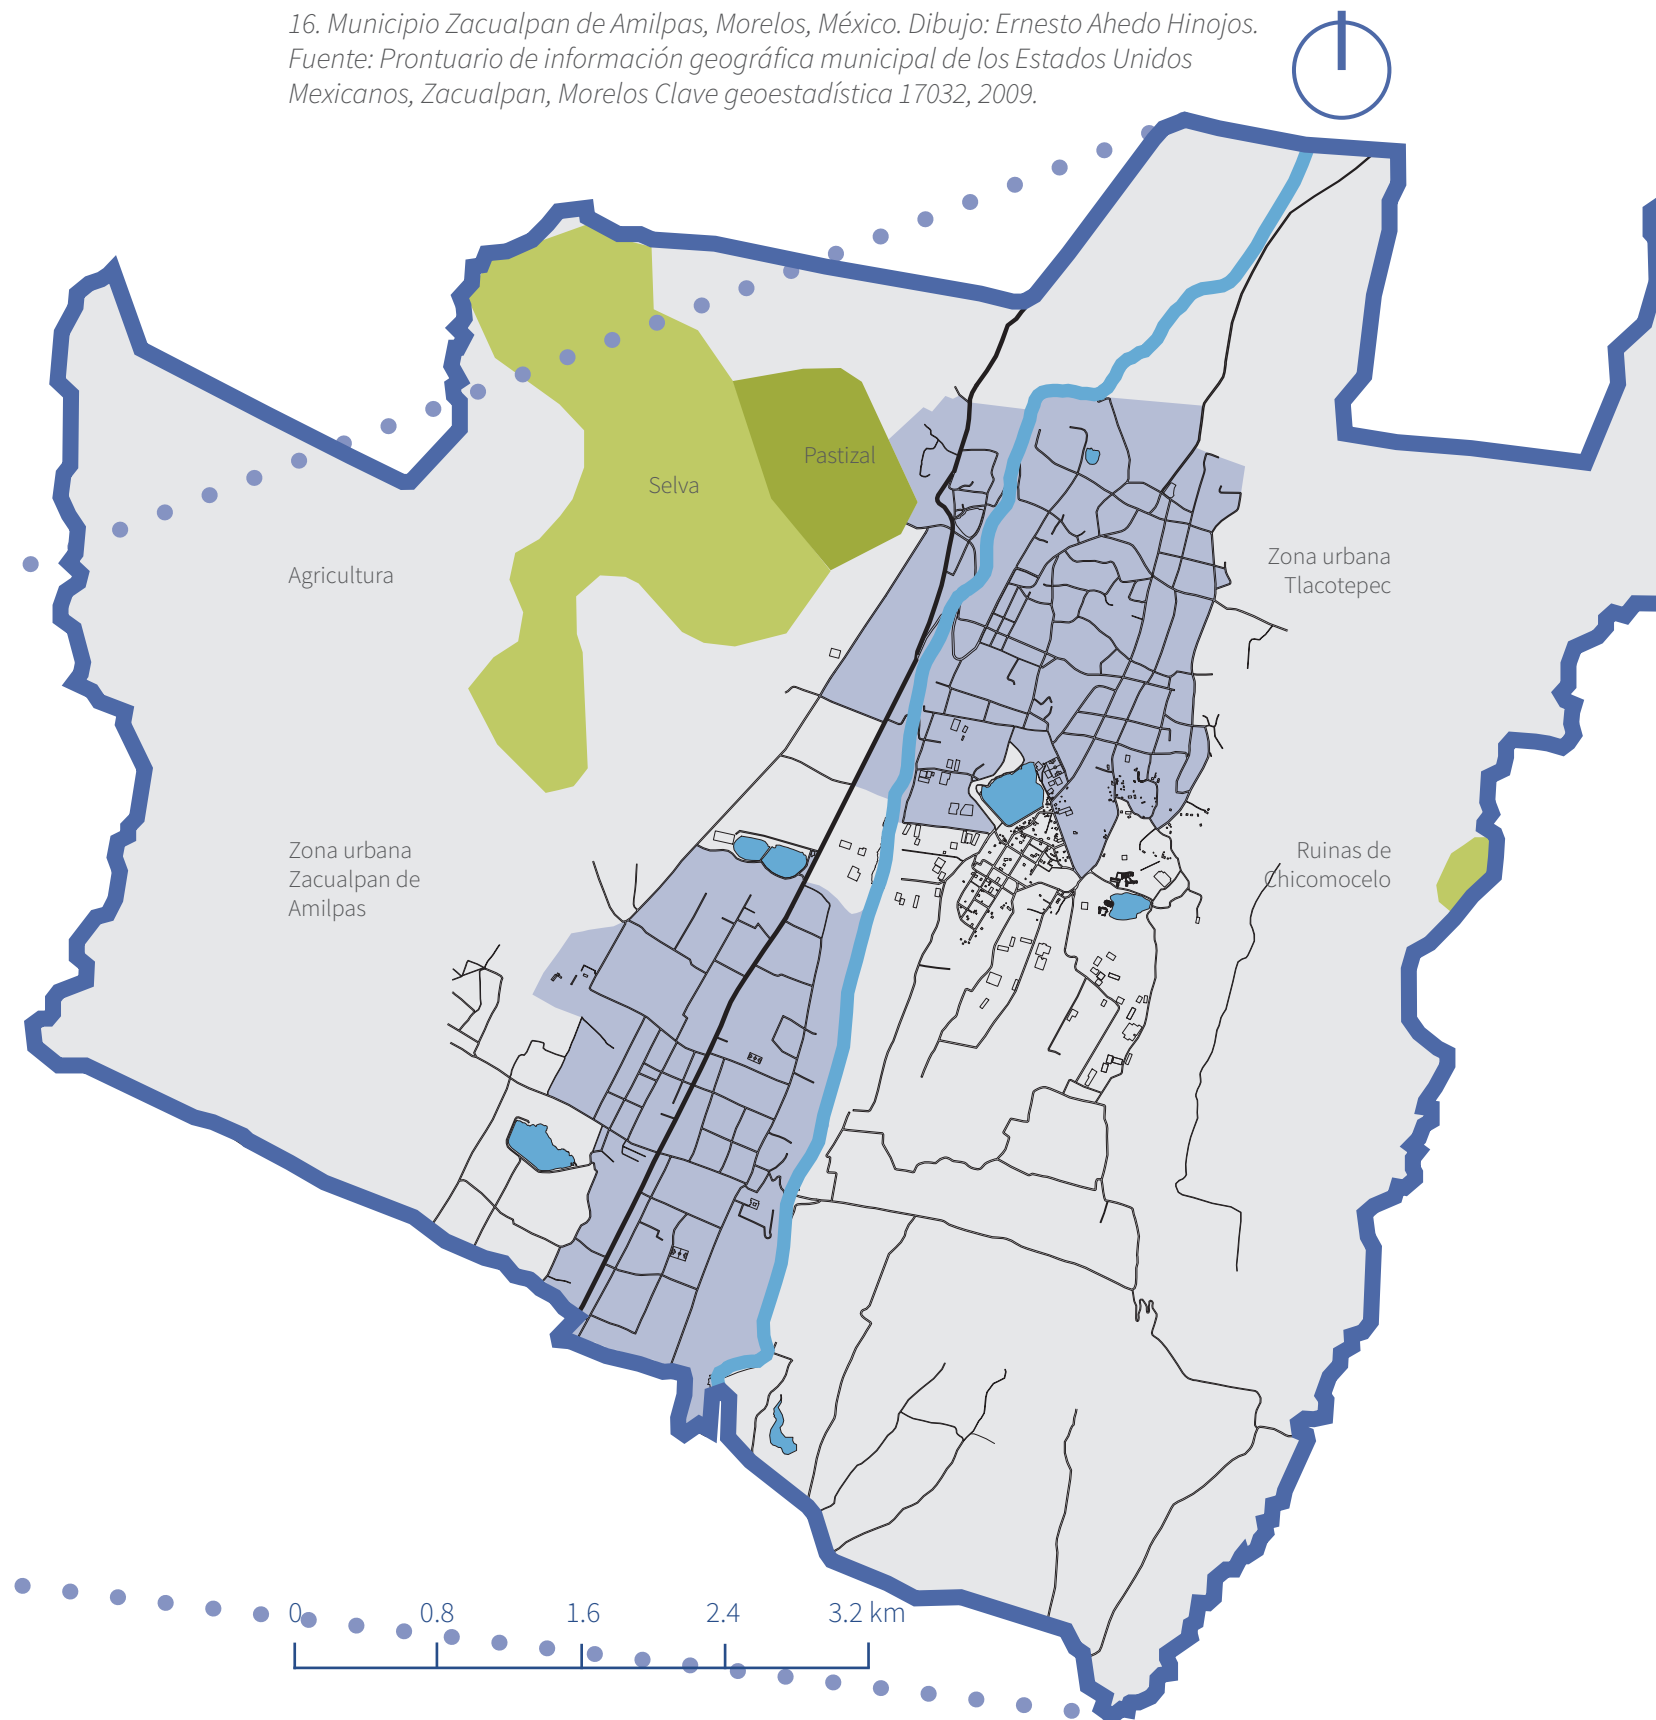 16. Municipio Zacualpan de Amilpas, Morelos, México. Dibujo: Ernesto Ahedo Hinojos.
Fuente: Prontuario de información geográfica municipal de los Estados Unidos
Mexicanos, Zacualpan, Morelos Clave geoestadística 17032, 2009.
Pastizal
Selva
Agricultura
Zona urbana
Tlacotepec
Zona urbana
Zacualpan de
Amilpas
Ruinas de
Chicomocelo
0 0.8 1.6 2.4 3.2 km